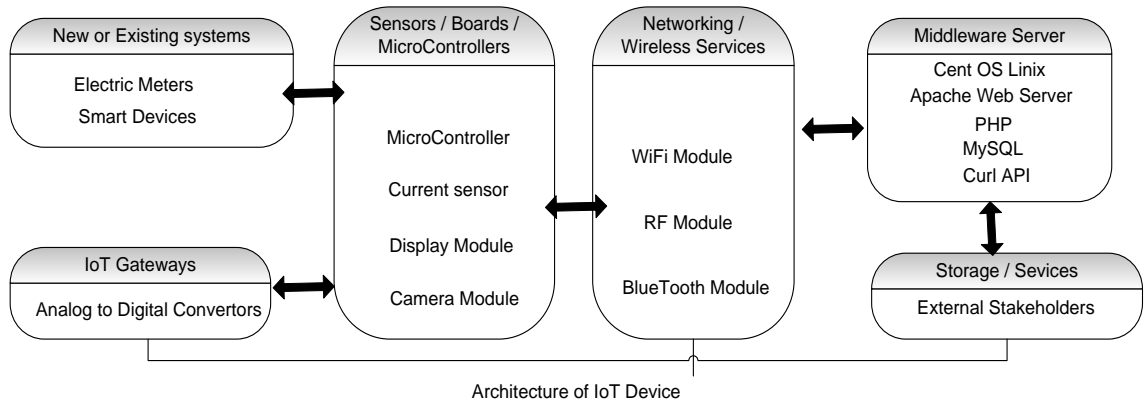 New or Existing systems
Electric Meters
Smart Devices
IoT Gateways
Analog to Digital Convertors
Sensors / Boards /
MicroControllers
MicroController
Current sensor
Display Module
Camera Module
Networking /
Wireless Services
WiFi Module
RF Module
BlueTooth Module
Middleware Server
Cent OS Linix
Apache Web Server
PHP
MySQL
Curl API
Storage / Sevices
External Stakeholders
Architecture of IoT Device